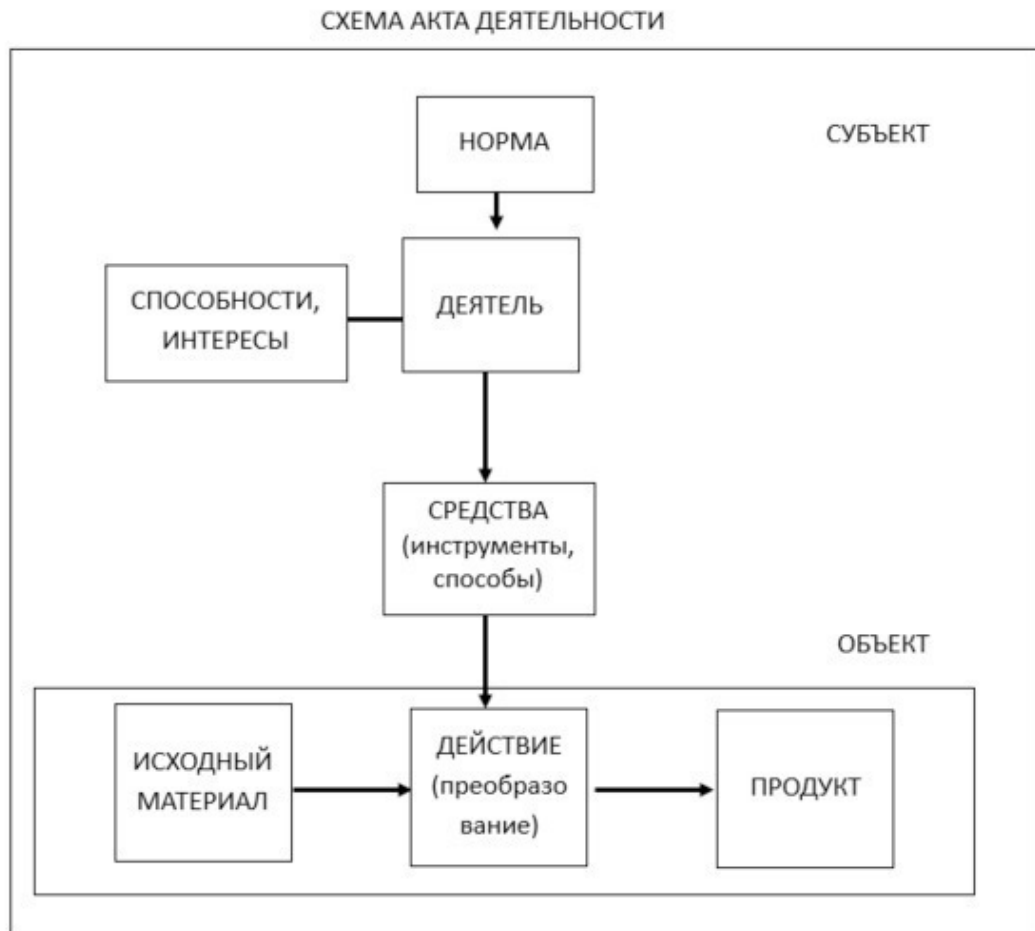 СХЕМА АКТА ДЕЯТЕЛЬНОСТИ
НОРМА
СУБЪЕКТ
СПОСОБНОСТИ,
ИНТЕРЕСЫ
ДЕЯТЕЛЬ
СРЕДСТВА
(инструменты,
способы)
ОБЪЕКТ
ИСХОДНЫЙ
МАТЕРИАЛ
ДЕЙСТВИЕ
(преобразо
вание)
ПРОДУКТ